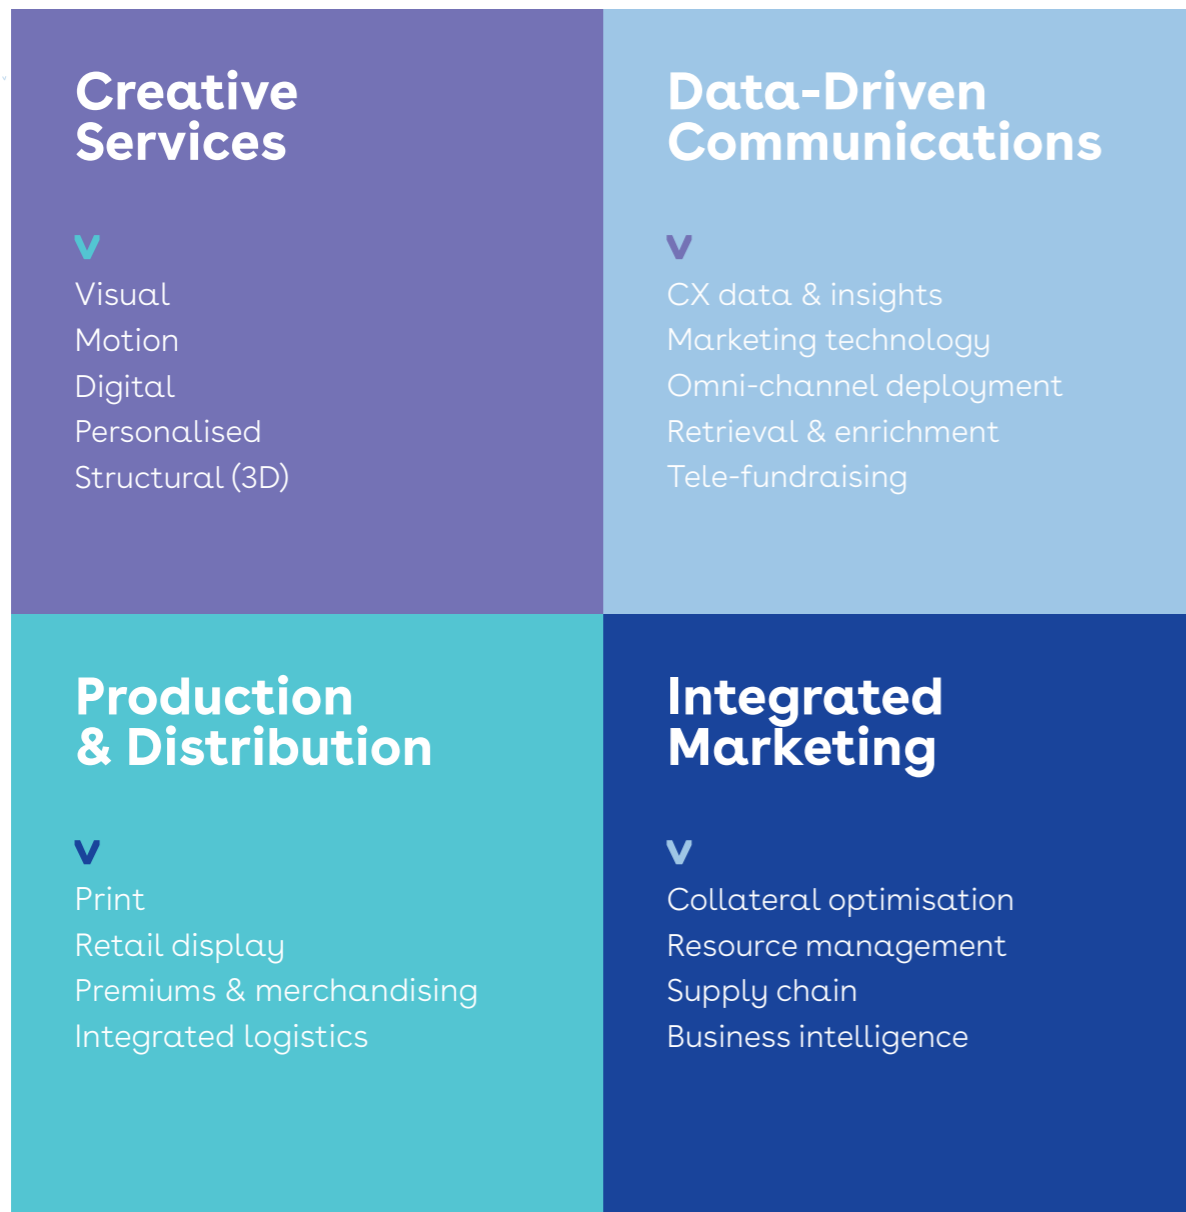 Creative
Services
v
Visual
Motion
Digital
Personalised
Structural (3D)
Data-Driven
Communications
v
CX data & insights
Marketing technology
Omni-channel deployment
Retrieval & enrichment
Tele-fundraising
Production
& Distribution
v
Print
Retail display
Premiums & merchandising
Integrated logistics
Integrated
Marketing
v
Collateral optimisation
Resource management
Supply chain
Business intelligence